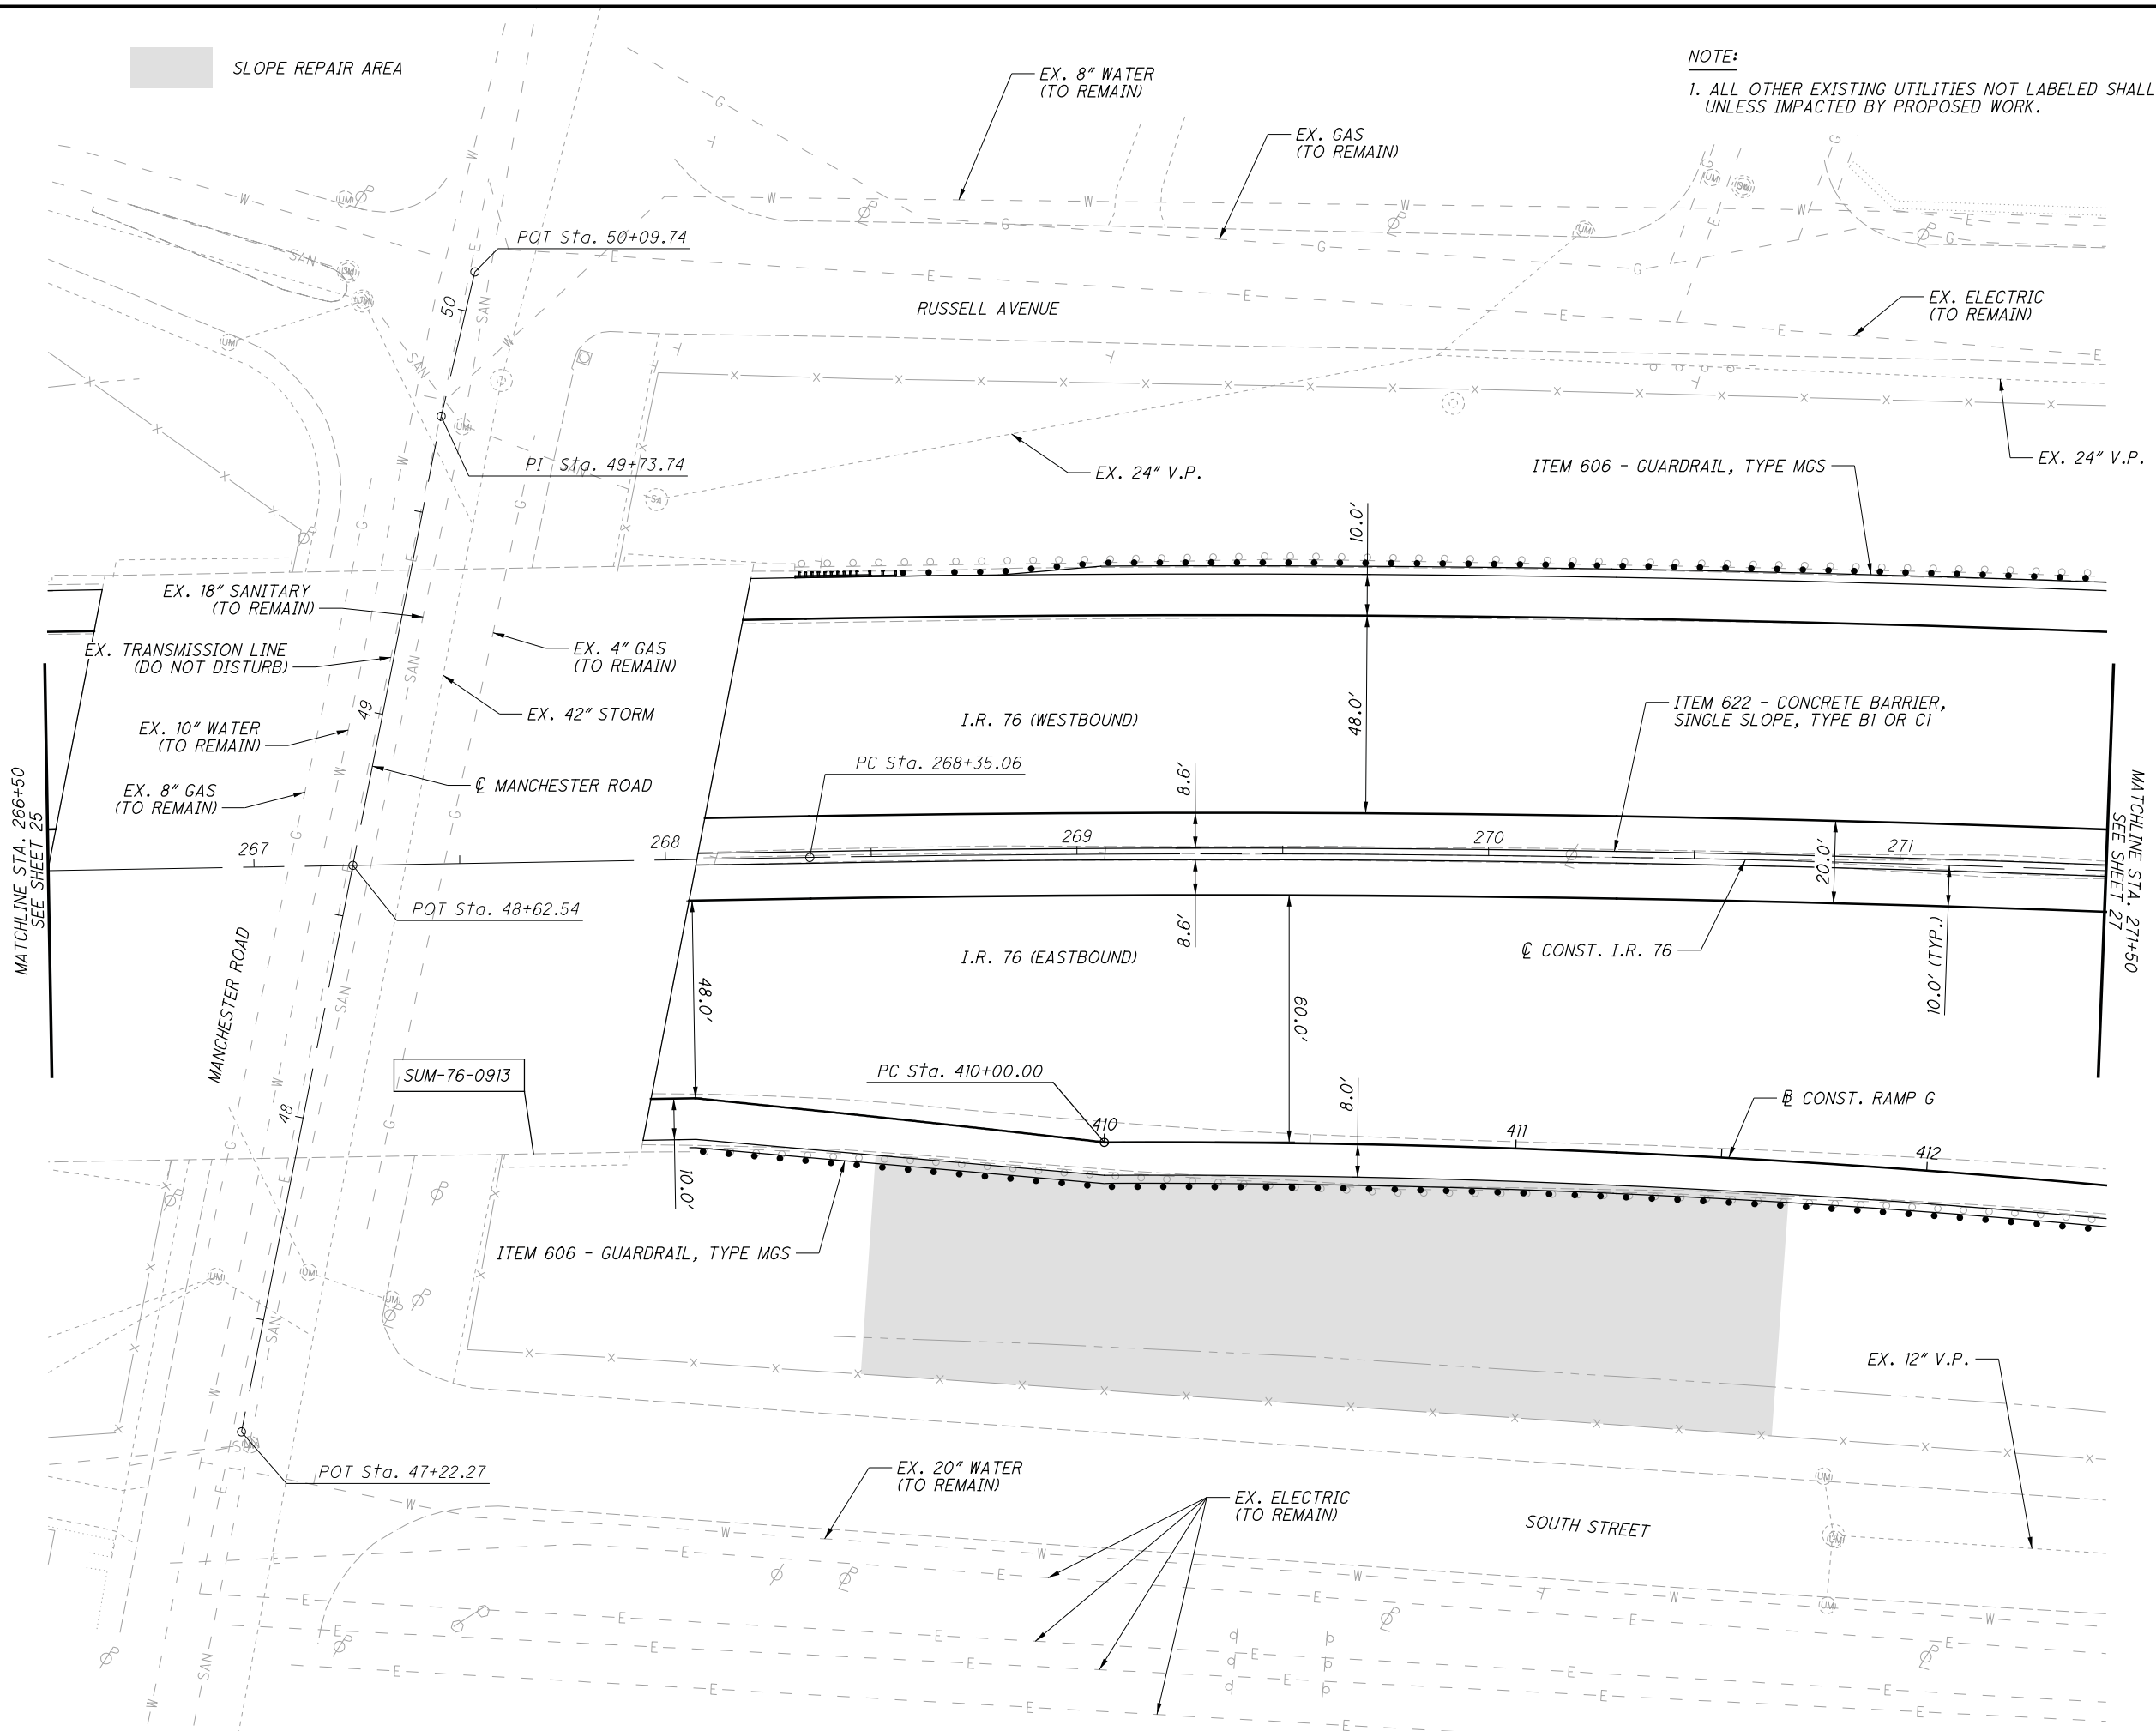 SLOPE REPAIR AREA
NOTE:
1. ALL OTHER EXISTING UTILITIES NOT LABELED SHALL
UNLESS IMPACTED BY PROPOSED WORK.
EX. 8" WATER
(TO REMAIN)
EX. GAS
(TO REMAIN)
POT Sta. 50+09.74
50
RUSSELL AVENUE
EX. ELECTRIC
(TO REMAIN)
PI Sta. 49+73.74
EX. 24" V.P.
ITEM 606 - GUARDRAIL, TYPE MGS
EX. 24" V.P.
10.0'
EX. 18" SANITARY
(TO REMAIN)
EX. TRANSMISSION LINE
(DO NOT DISTURB)
EX. 4" GAS
(TO REMAIN)
EX. 10" WATER
(TO REMAIN)
49
EX. 42" STORM
I.R. 76 (WESTBOUND)
48.0'
ITEM 622 - CONCRETE BARRIER,
SINGLE SLOPE, TYPE B1 OR C1
EX. 8" GAS
(TO REMAIN)
℄ MANCHESTER ROAD
PC Sta. 268+35.06
8.6'
MATCHLINE STA. 266+50
SEE SHEET 25
MATCHLINE STA. 271+50
SEE SHEET 27
267
268
269
270
271
20.0'
POT Sta. 48+62.54
8.6'
MANCHESTER ROAD
I.R. 76 (EASTBOUND)
℄ CONST. I.R. 76
10.0' (TYP.)
48.0'
60.0'
SUM-76-0913
PC Sta. 410+00.00
8.0'
CONST. RAMP G
48
410
411
412
10.0'
ITEM 606 - GUARDRAIL, TYPE MGS
EX. 12" V.P.
POT Sta. 47+22.27
EX. 20" WATER
(TO REMAIN)
EX. ELECTRIC
(TO REMAIN)
SOUTH STREET